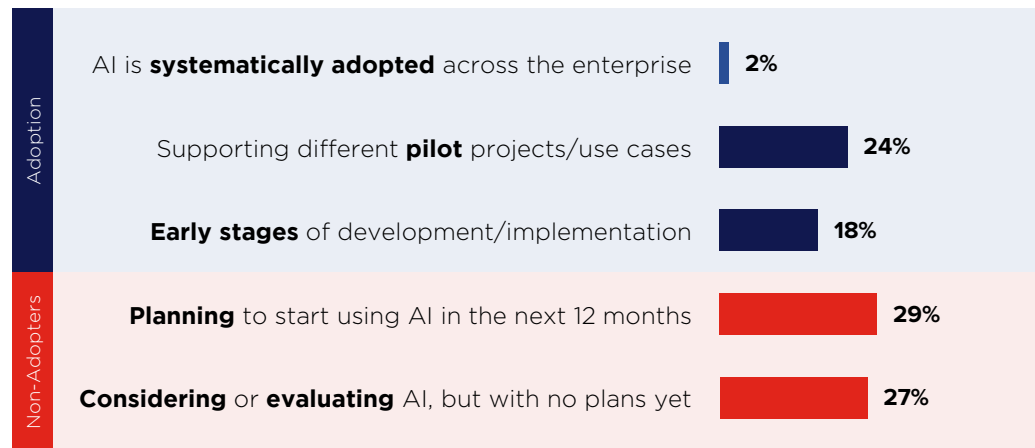 Adoption
AI is systematically adopted across the enterprise 2%
Supporting different pilot projects/use cases 24%
Early stages of development/implementation 18%
Non-Adopters
Planning to start using AI in the next 12 months 29%
Considering or evaluating AI, but with no plans yet 27%